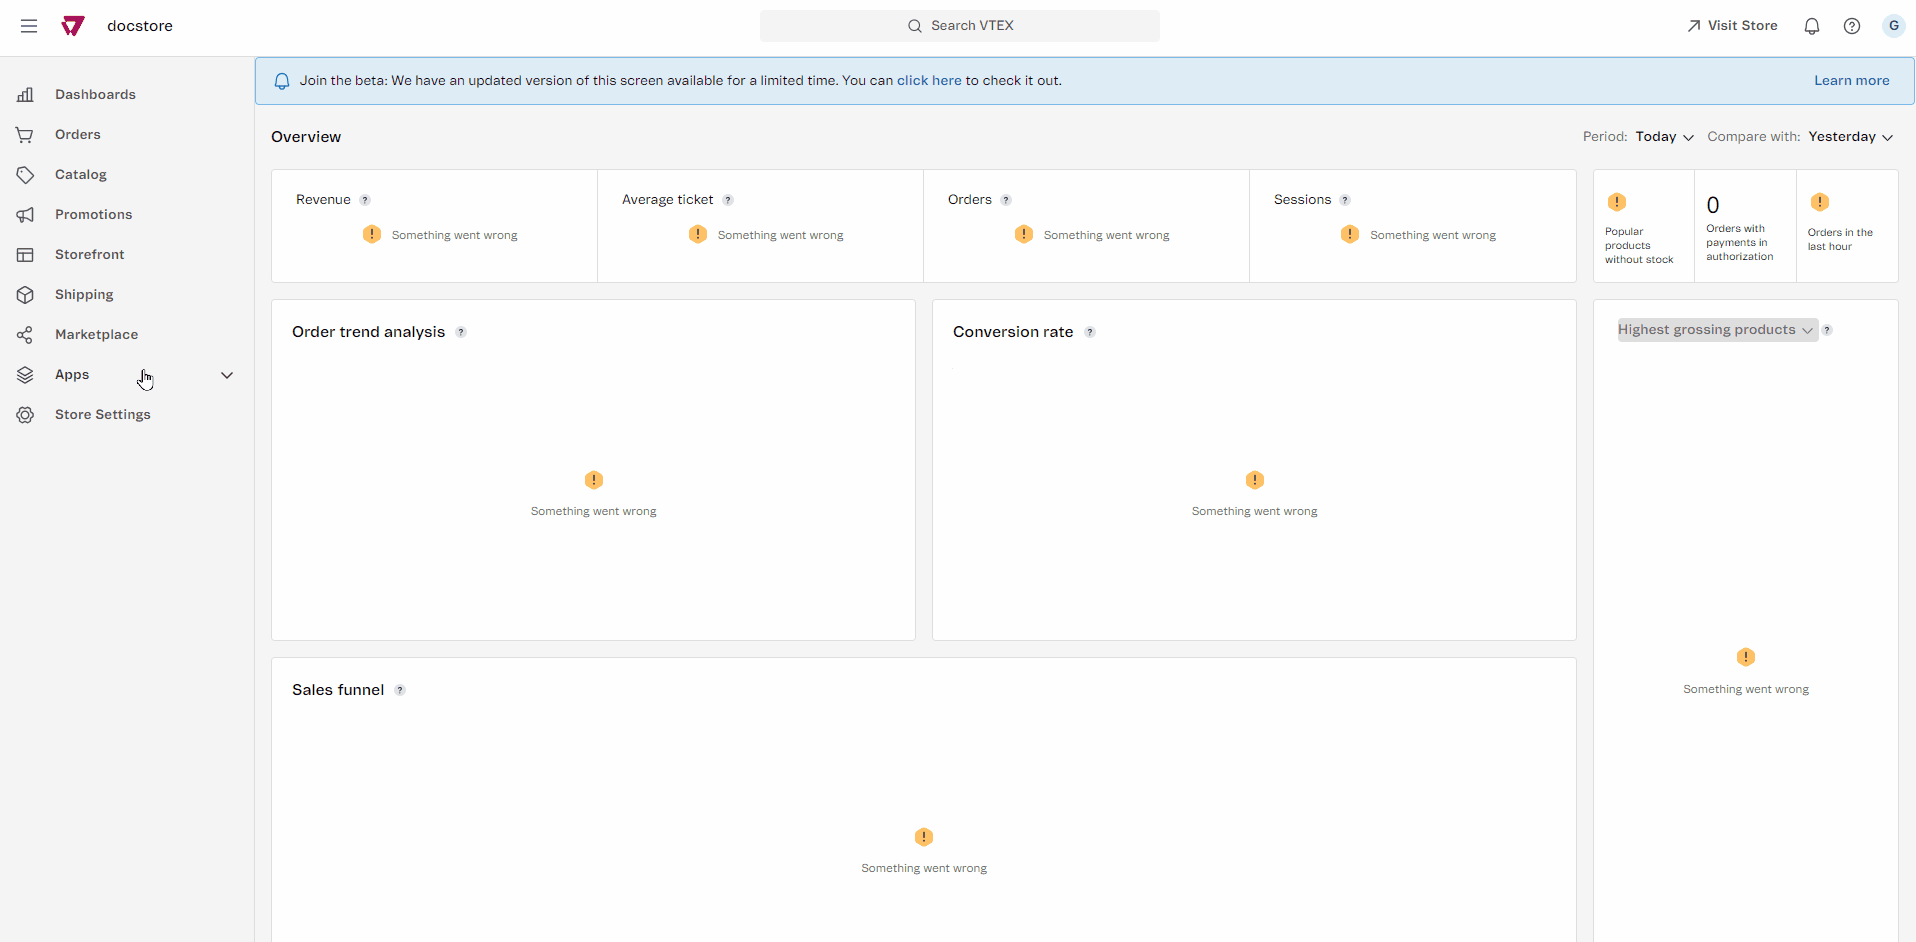 docstore
Search VTEX
Visit Store
G
Dashboards
Orders
Catalog
Promotions
Storefront
Shipping
Marketplace
Apps
Store Settings
Join the beta: We have an updated version of this screen available for a limited time. You can click here to check it out.
Learn more
Overview
Period: Today
Compare with: Yesterday
Revenue ?
! Something went wrong
Average ticket ?
! Something went wrong
Orders ?
! Something went wrong
Sessions ?
! Something went wrong
!
Popular
products
without stock
0
Orders with
payments in
authorization
!
Orders in the
last hour
Order trend analysis ?
!
Something went wrong
Conversion rate ?
!
Something went wrong
Highest grossing products ?
!
Something went wrong
Sales funnel ?
!
Something went wrong